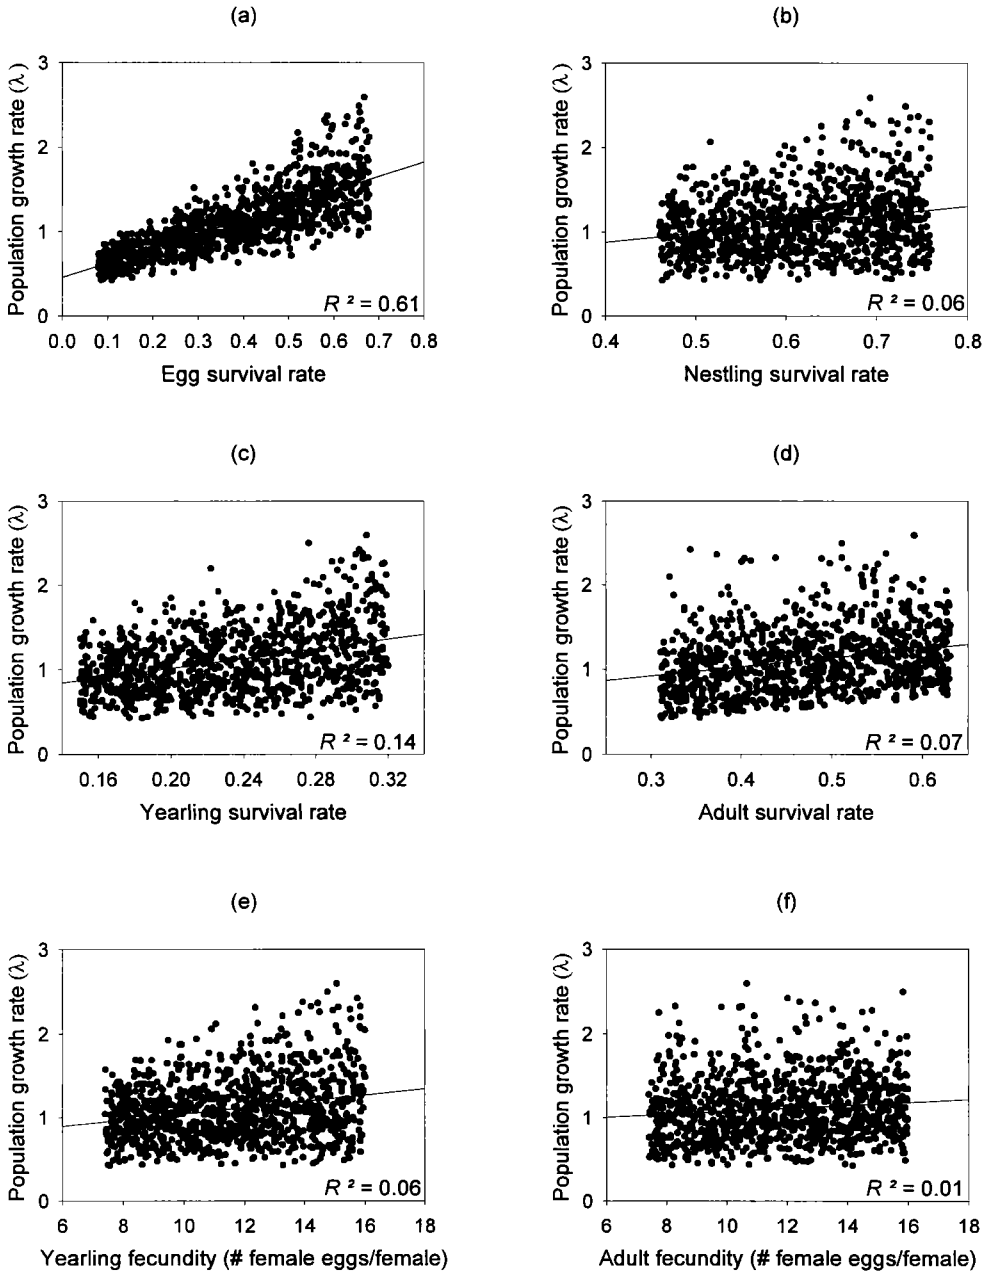 (a)
Population growth rate (λ)
3
2
1
0
R² = 0.61
0.0 0.1 0.2 0.3 0.4 0.5 0.6 0.7 0.8
Egg survival rate
(b)
Population growth rate (λ)
3
2
1
0
R² = 0.06
0.4 0.5 0.6 0.7 0.8
Nestling survival rate
(c)
Population growth rate (λ)
3
2
1
0
R² = 0.14
0.16 0.20 0.24 0.28 0.32
Yearling survival rate
(d)
Population growth rate (λ)
3
2
1
0
R² = 0.07
0.3 0.4 0.5 0.6
Adult survival rate
(e)
Population growth rate (λ)
3
2
1
0
R² = 0.06
6 8 10 12 14 16 18
Yearling fecundity (# female eggs/female)
(f)
Population growth rate (λ)
3
2
1
0
R² = 0.01
6 8 10 12 14 16 18
Adult fecundity (# female eggs/female)